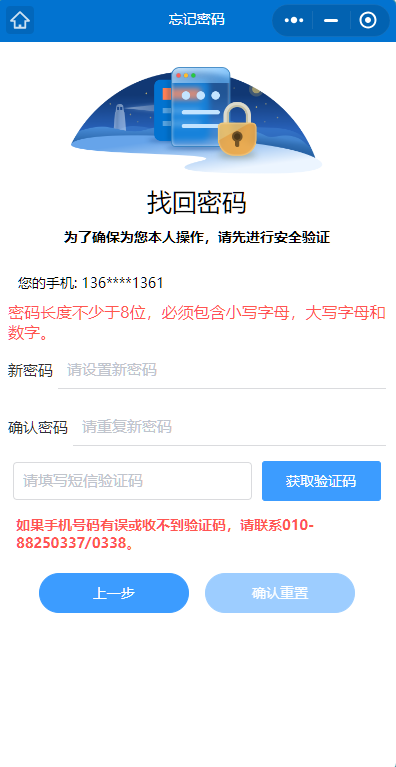 忘记密码
找回密码
为了确保为您本人操作，请先进行安全验证
您的手机: 136****1361
密码长度不少于8位，必须包含小写字母，大写字母和
数字。
新密码 请设置新密码
确认密码 请重复新密码
请填写短信验证码 获取验证码
如果手机号码有误或收不到验证码，请联系010-
88250337/0338。
上一步 确认重置